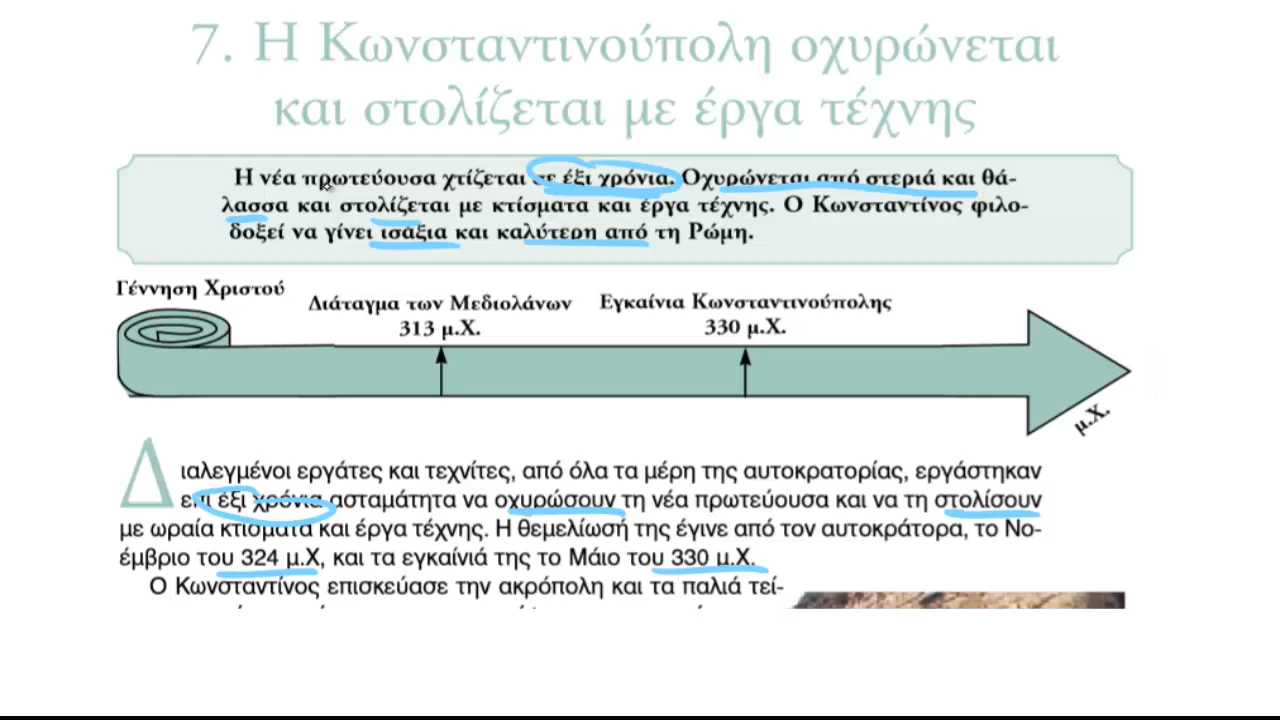 7. Η Κωνσταντινούπολη οχυρώνεται
και στολίζεται με έργα τέχνης
Η νέα πρωτεύουσα χτίζεται σε έξι χρόνια. Οχυρώνεται από στεριά και θά-
λασσα και στολίζεται με κτίσματα και έργα τέχνης. Ο Κωνσταντίνος φιλο-
δοξεί να γίνει ισάξια και καλύτερη από τη Ρώμη.
Γέννηση Χριστού
Διάταγμα των Μεδιολάνων
313 μ.Χ.
Εγκαίνια Κωνσταντινούπολης
330 μ.Χ.
μ.Χ.
Διαλεγμένοι εργάτες και τεχνίτες, από όλα τα μέρη της αυτοκρατορίας, εργάστηκαν
επι έξι χρόνια ασταμάτητα να οχυρώσουν τη νέα πρωτεύουσα και να τη στολίσουν
με ωραία κτίσματα και έργα τέχνης. Η θεμελίωσή της έγινε από τον αυτοκράτορα, το Νο-
έμβριο του 324 μ.Χ, και τα εγκαίνιά της το Μάιο του 330 μ.Χ.
Ο Κωνσταντίνος επισκεύασε την ακρόπολη και τα παλιά τεί-